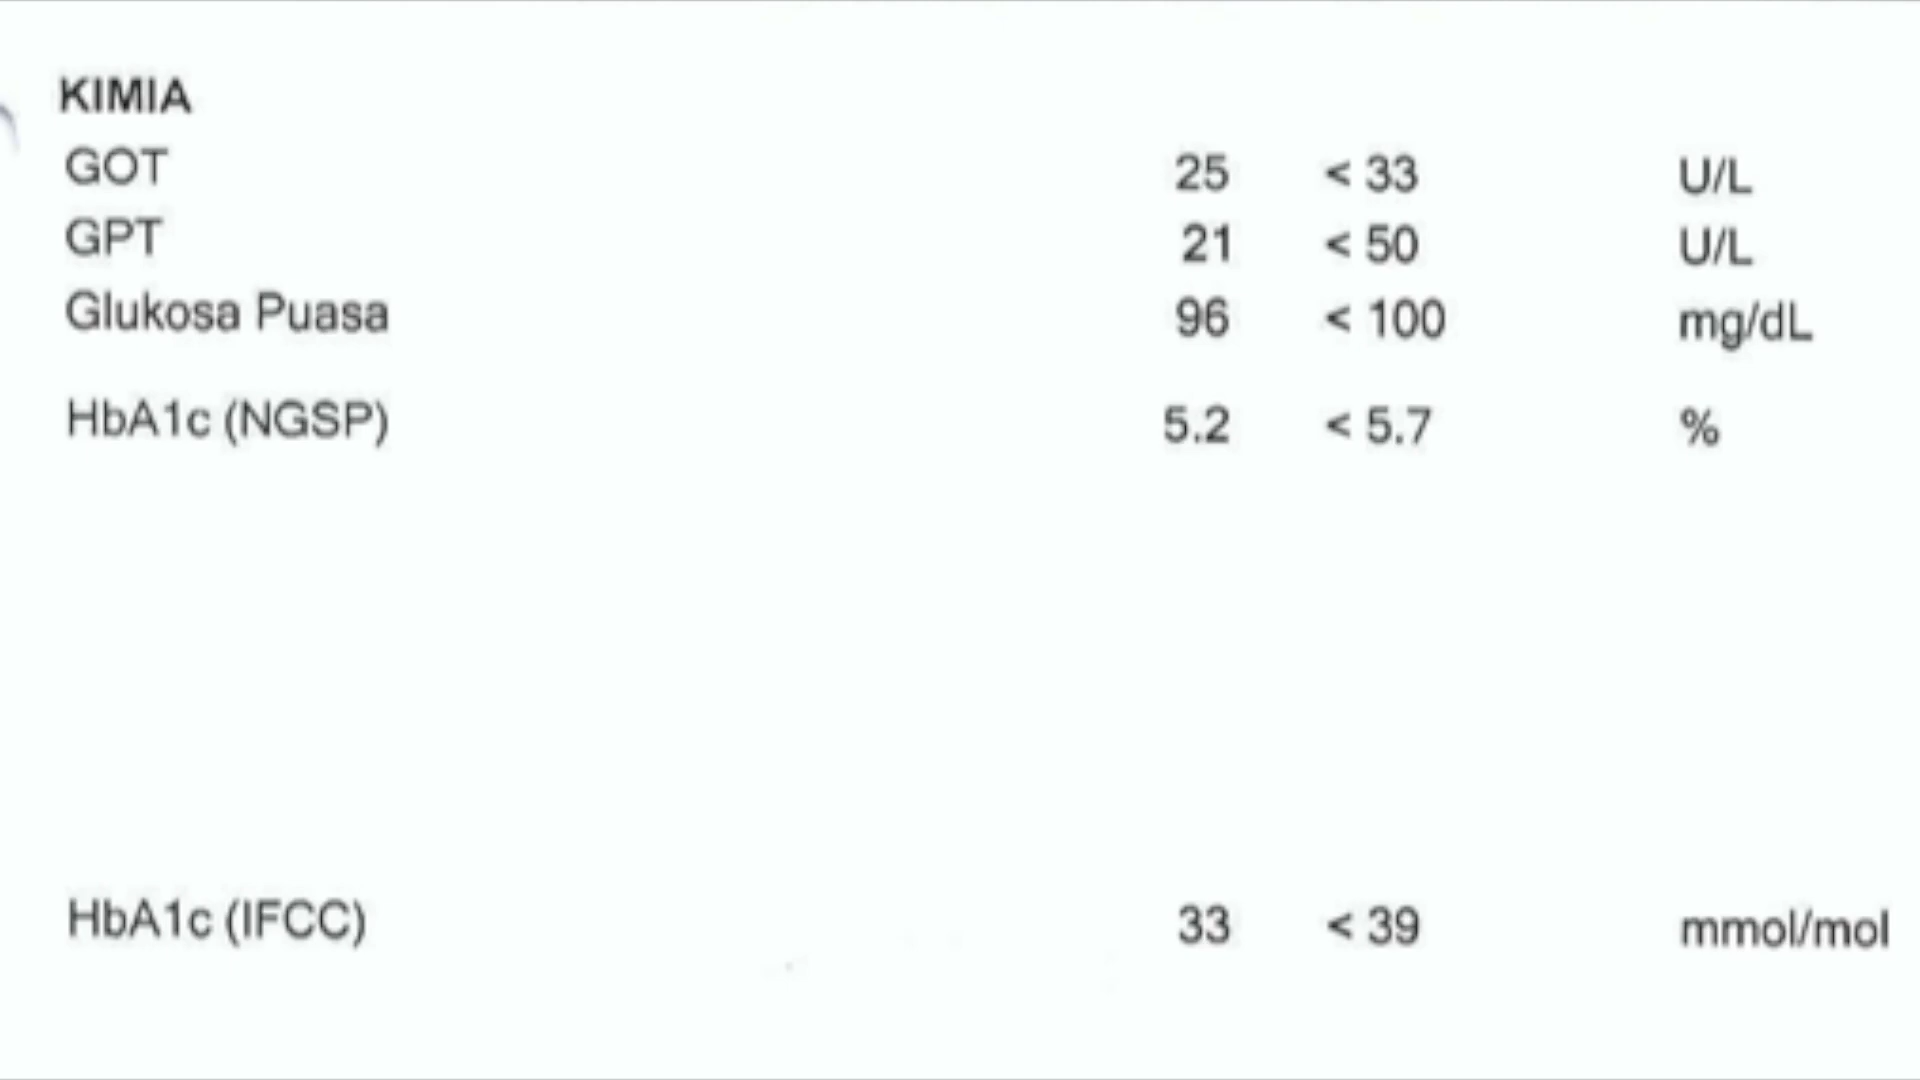 KIMIA
GOT 25 < 33 U/L
GPT 21 < 50 U/L
Glukosa Puasa 96 < 100 mg/dL
HbA1c (NGSP) 5.2 < 5.7 %
HbA1c (IFCC) 33 < 39 mmol/mol